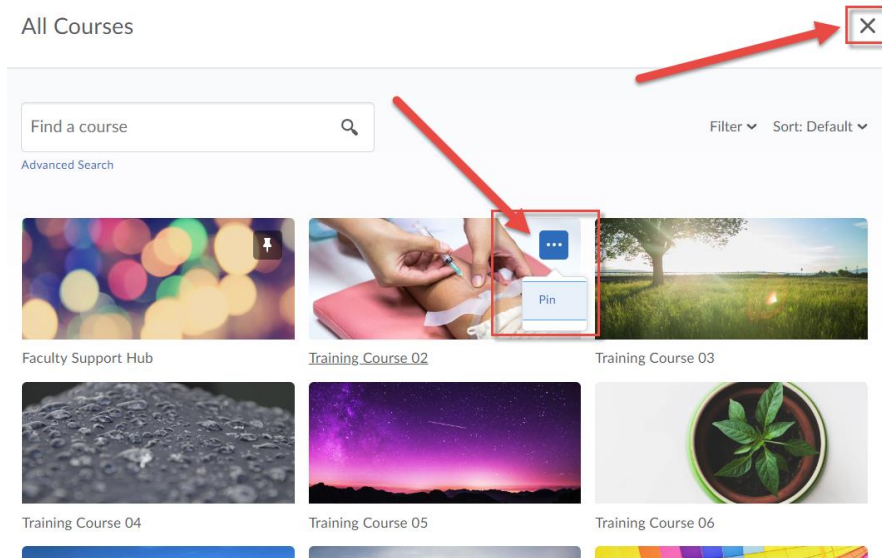 All Courses
Find a course
Filter Sort: Default
Advanced Search
Pin
Faculty Support Hub
Training Course 02
Training Course 03
Training Course 04
Training Course 05
Training Course 06